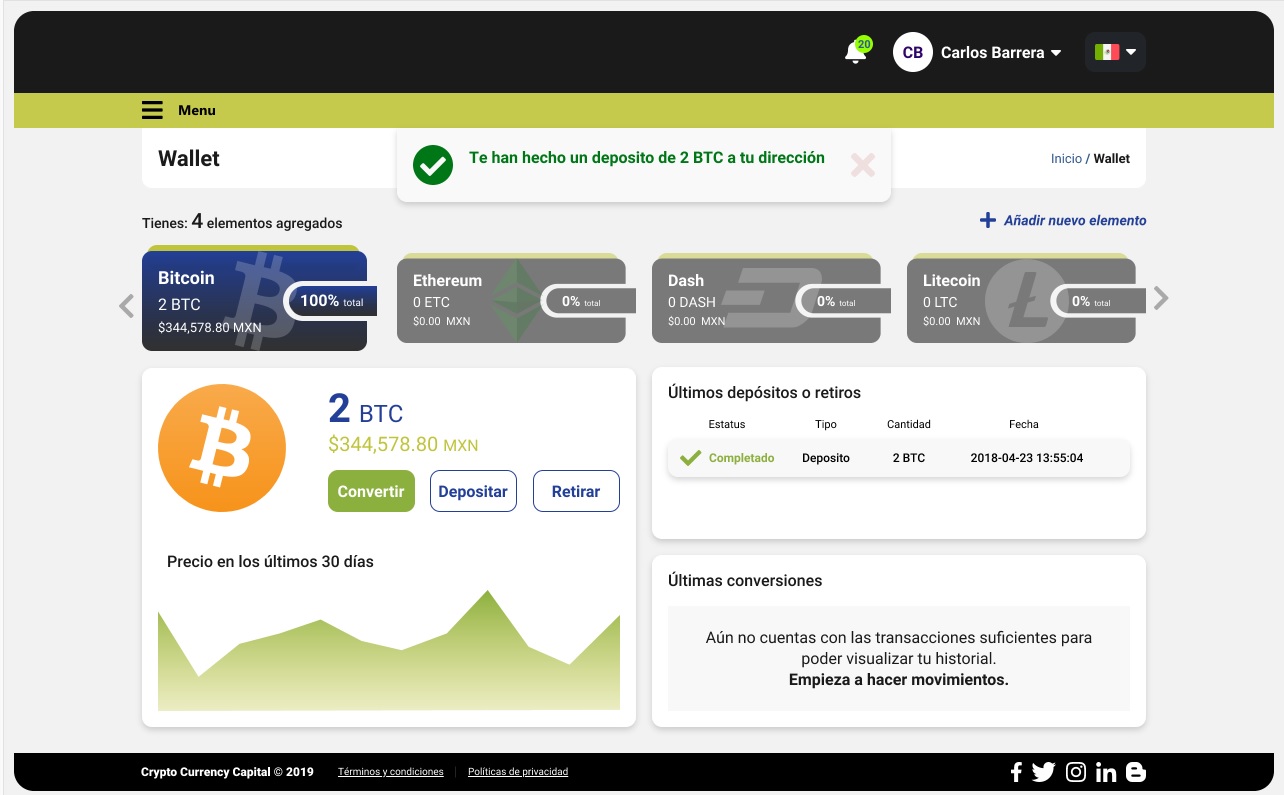 20
CB
Carlos Barrera
Menu
Wallet
Te han hecho un deposito de 2 BTC a tu dirección
Inicio / Wallet
Tienes: 4 elementos agregados
Añadir nuevo elemento
Bitcoin
2 BTC
$344,578.80 MXN
100% total
Ethereum
0 ETC
$0.00 MXN
0% total
Dash
0 DASH
$0.00 MXN
0% total
Litecoin
0 LTC
$0.00 MXN
0% total
2 BTC
$344,578.80 MXN
Convertir
Depositar
Retirar
Precio en los últimos 30 días
Últimos depósitos o retiros
Estatus Tipo Cantidad Fecha
Completado Deposito 2 BTC 2018-04-23 13:55:04
Últimas conversiones
Aún no cuentas con las transacciones suficientes para
poder visualizar tu historial.
Empieza a hacer movimientos.
Crypto Currency Capital © 2019
Términos y condiciones
Políticas de privacidad